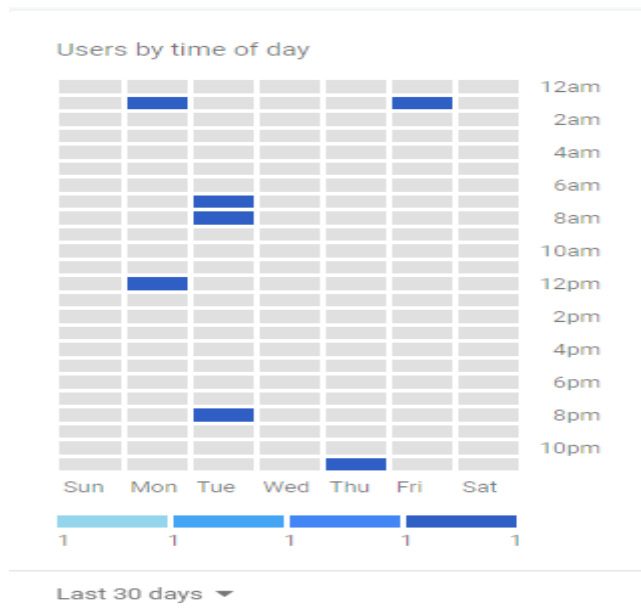 Users by time of day
12am
2am
4am
6am
8am
10am
12pm
2pm
4pm
6pm
8pm
10pm
Sun Mon Tue Wed Thu Fri Sat
1 1 1 1 1
Last 30 days